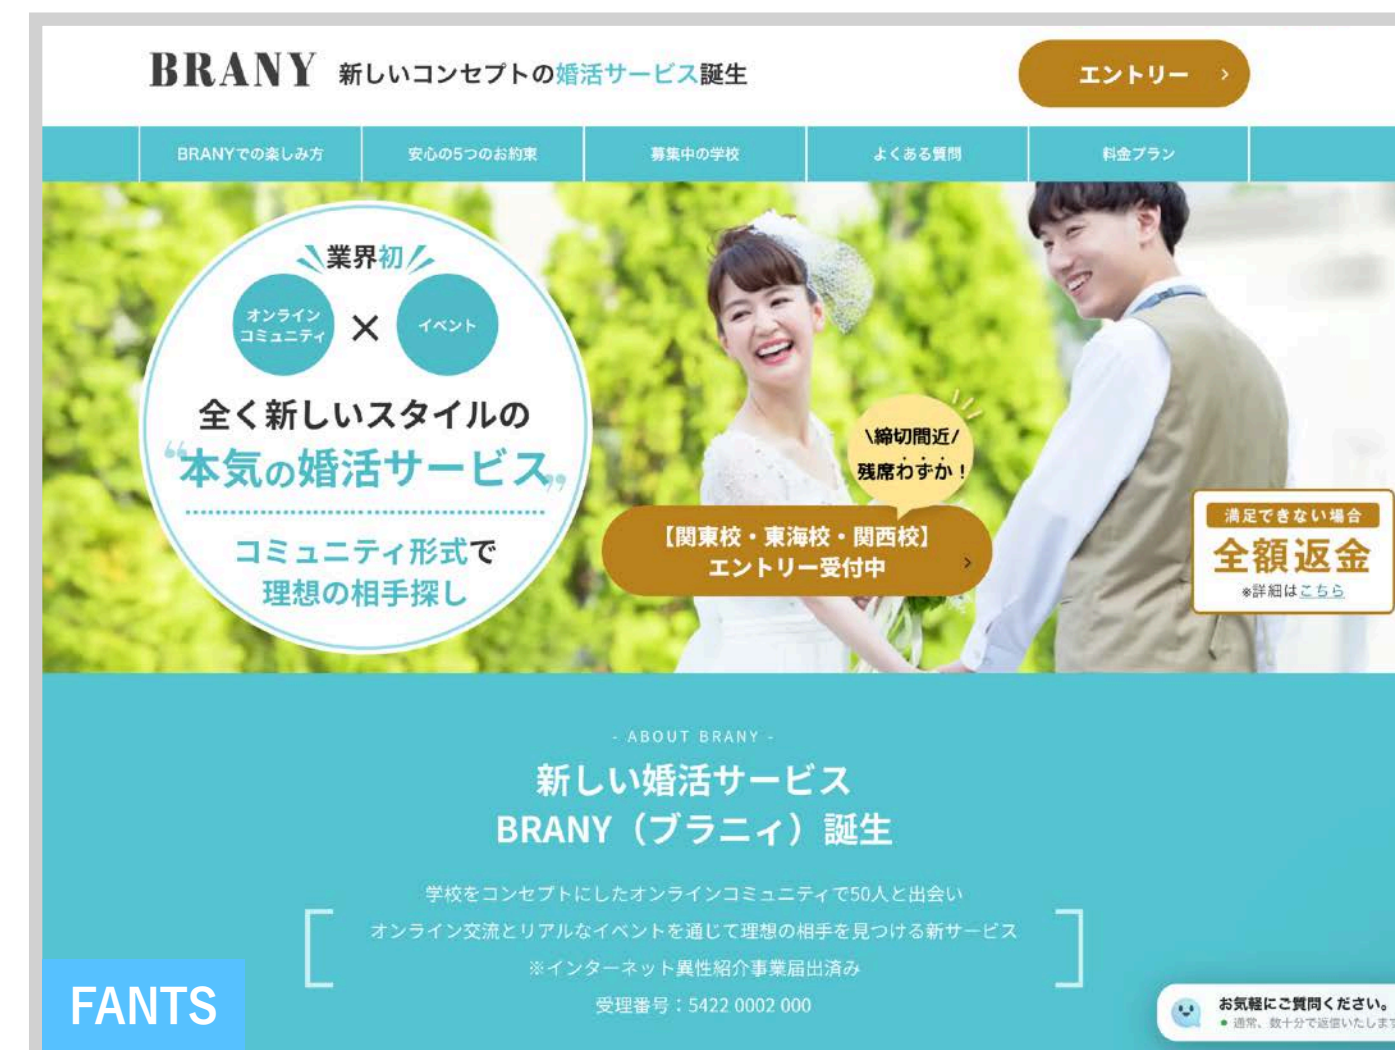 BRANY 新しいコンセプトの婚活サービス誕生
エントリー
BRANYでの楽しみ方
安心の5つのお約束
募集中の学校
よくある質問
料金プラン
業界初
オンライン
コミュニティ
×
イベント
全く新しいスタイルの
“本気の婚活サービス”
コミュニティ形式で
理想の相手探し
\締切間近/
残席わずか!
【関東校・東海校・関西校】
エントリー受付中
満足できない場合
全額返金
※詳細はこちら
- ABOUT BRANY -
新しい婚活サービス
BRANY（ブラニィ）誕生
学校をコンセプトにしたオンラインコミュニティで50人と出会い
オンライン交流とリアルなイベントを通じて理想の相手を見つける新サービス
※インターネット異性紹介事業届出済み
受理番号：5422 0002 000
FANTS
お気軽にご質問ください。
通常、数十分で返信いたします